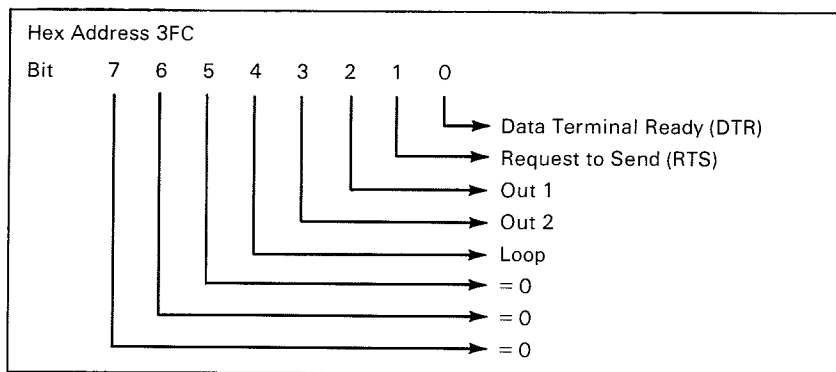 Hex Address 3FC
Bit 7 6 5 4 3 2 1 0
Data Terminal Ready (DTR)
Request to Send (RTS)
Out 1
Out 2
Loop
= 0
= 0
= 0